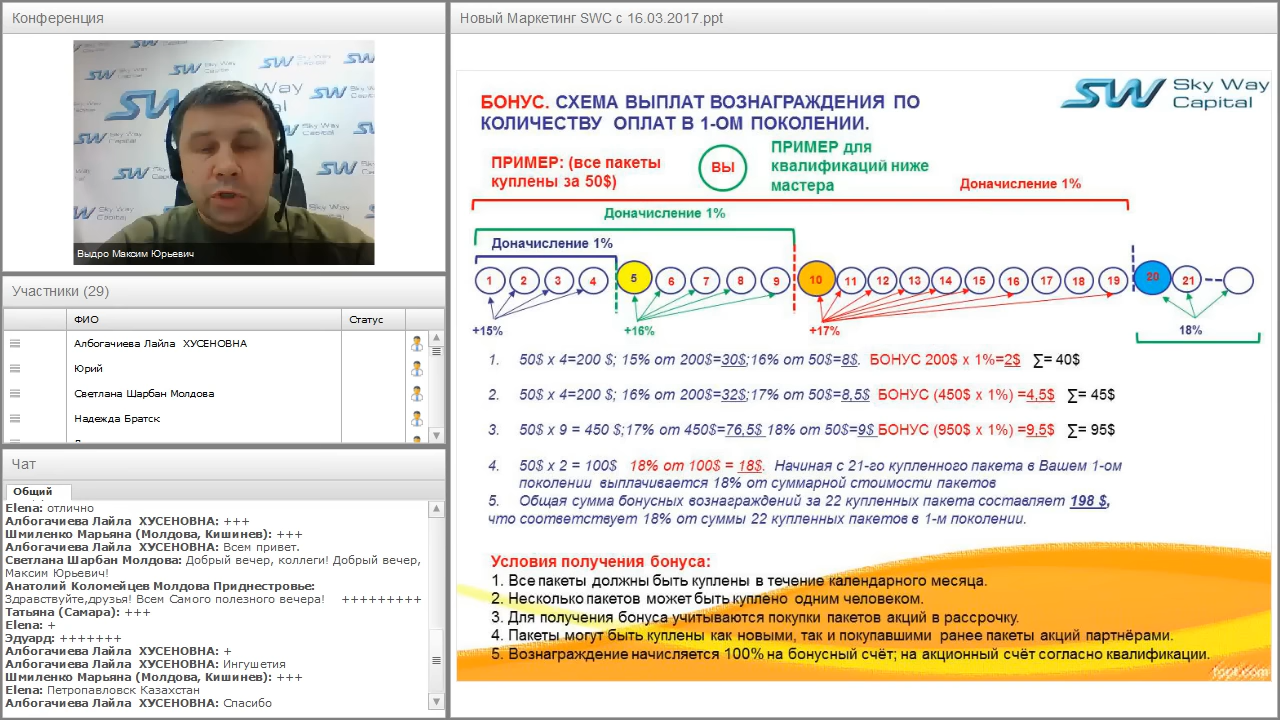 Конференция
Sky Way
Capital
Выдро Максим Юрьевич
Участники (29)
ФИО
Статус
Албогачиева Лайла ХУСЕНОВНА
Юрий
Светлана Шарбан Молдова
Надежда Братск
Чат
Общий
Elena: отлично
Албогачиева Лайла ХУСЕНОВНА: +++
Шмиленко Марьяна (Молдова, Кишинев): +++
Албогачиева Лайла ХУСЕНОВНА: Всем привет.
Светлана Шарбан Молдова: Добрый вечер, коллеги! Добрый вечер,
Максим Юрьевич!
Анатолий Коломейцев Молдова Приднестровье:
Здравствуйте,друзья! Всем Самого полезного вечера! +++++++++
Татьяна (Самара): +++
Elena: +
Эдуард: +++++++
Албогачиева Лайла ХУСЕНОВНА: +
Албогачиева Лайла ХУСЕНОВНА: Ингушетия
Шмиленко Марьяна (Молдова, Кишинев): +++
Elena: Петропавловск Казахстан
Албогачиева Лайла ХУСЕНОВНА: Спасибо
Новый Маркетинг SWC с 16.03.2017.ppt
SW Sky Way
Capital
БОНУС. СХЕМА ВЫПЛАТ ВОЗНАГРАЖДЕНИЯ ПО
КОЛИЧЕСТВУ ОПЛАТ В 1-ОМ ПОКОЛЕНИИ.
ПРИМЕР: (все пакеты
куплены за 50$)
ВЫ
ПРИМЕР для
квалификаций ниже
мастера
Доначисление 1%
Доначисление 1%
Доначисление 1%
1 2 3 4 5 6 7 8 9 10 11 12 13 14 15 16 17 18 19 20 21
+15% +16% +17% 18%
1. 50$ х 4=200 $; 15% от 200$=30$;16% от 50$=8$. БОНУС 200$ х 1%=2$ ∑= 40$
2. 50$ х 4=200 $; 16% от 200$=32$;17% от 50$=8,5$ БОНУС (450$ х 1%) =4,5$ ∑= 45$
3. 50$ х 9 = 450 $;17% от 450$=76,5$ 18% от 50$=9$ БОНУС (950$ х 1%) =9,5$ ∑= 95$
4. 50$ х 2 = 100$ 18% от 100$ = 18$. Начиная с 21-го купленного пакета в Вашем 1-ом
поколении выплачивается 18% от суммарной стоимости пакетов
5. Общая сумма бонусных вознаграждений за 22 купленных пакета составляет 198 $,
что соответствует 18% от суммы 22 купленных пакетов в 1-м поколении.
Условия получения бонуса:
1. Все пакеты должны быть куплены в течение календарного месяца.
2. Несколько пакетов может быть куплено одним человеком.
3. Для получения бонуса учитываются покупки пакетов акций в рассрочку.
4. Пакеты могут быть куплены как новыми, так и покупавшими ранее пакеты акций партнёрами.
5. Вознаграждение начисляется 100% на бонусный счёт; на акционный счёт согласно квалификации.
fppt.com